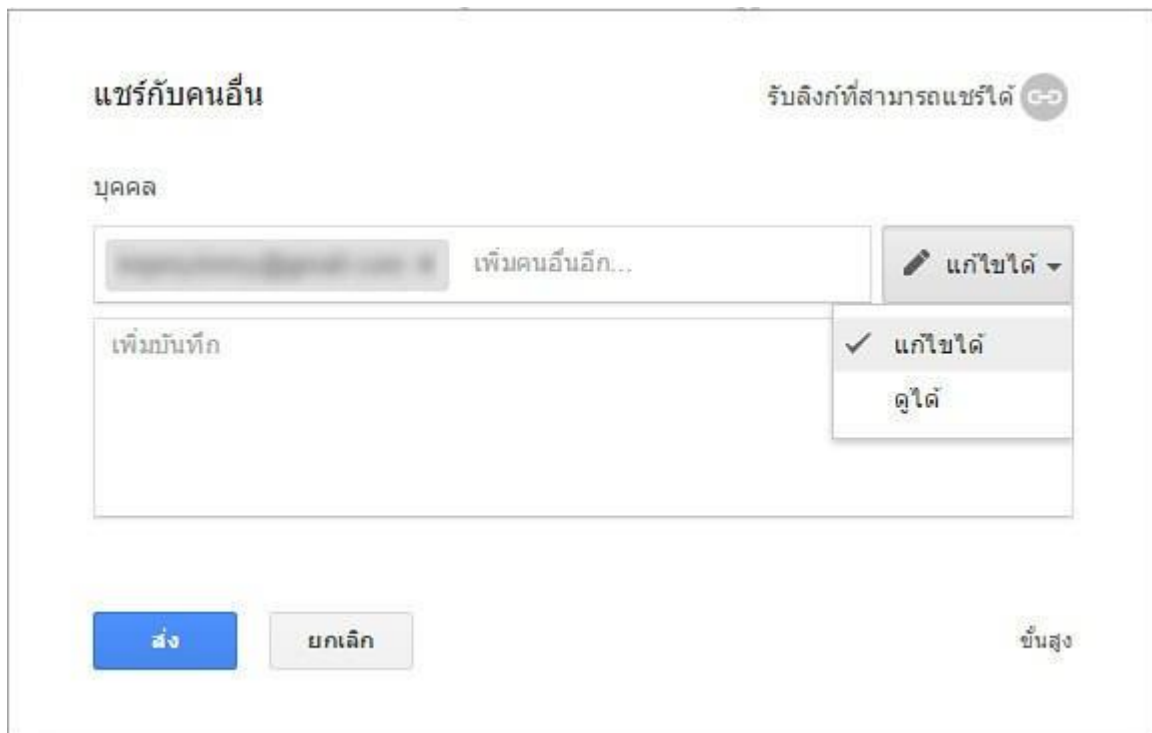 แชร์กับคนอื่น
รับลิงก์ที่สามารถแชร์ได้
บุคคล
เพิ่มคนอื่นอีก...
แก้ไขได้
เพิ่มบันทึก
แก้ไขได้
ดูได้
ส่ง
ยกเลิก
ขั้นสูง